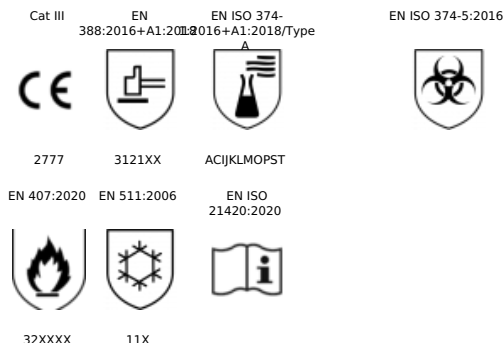 Cat III
EN
388:2016+A1:2018
EN ISO 374-
1:2016+A1:2018/Type
A
EN ISO 374-5:2016
CE
2777
3121XX
ACIJKLMOPST
EN 407:2020
EN 511:2006
EN ISO
21420:2020
i
32XXXX
11X